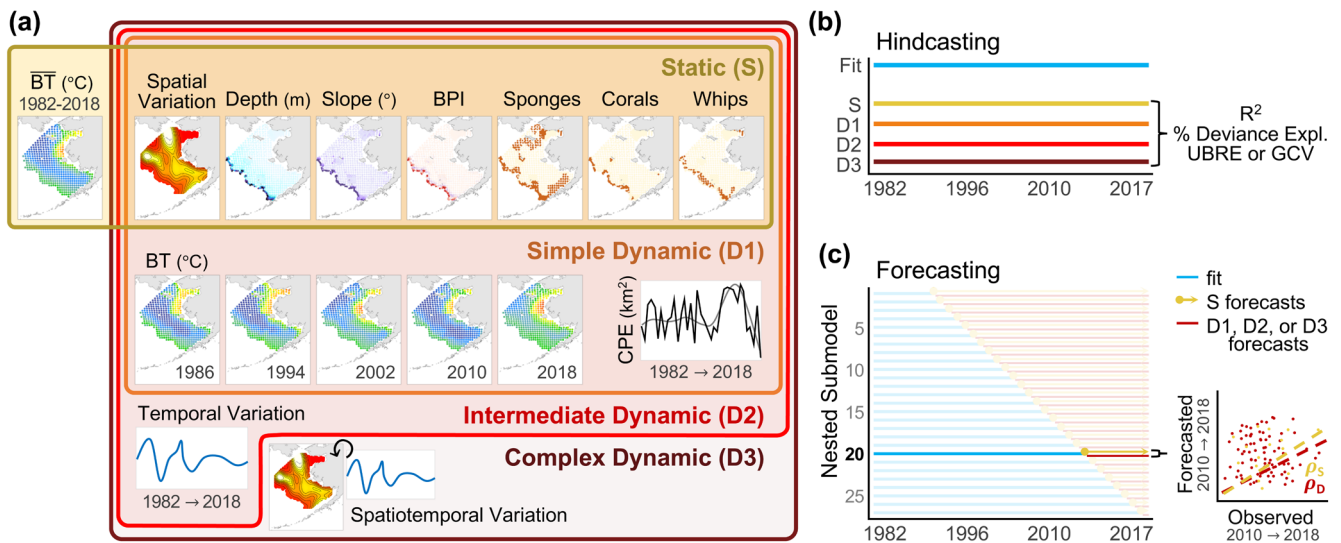 (a)
BT (°C)
1982-2018
Static (S)
Spatial
Variation
Depth (m)
Slope (°)
BPI
Sponges
Corals
Whips
Simple Dynamic (D1)
BT (°C)
1986
1994
2002
2010
2018
CPE (km²)
1982 → 2018
Temporal Variation
1982 → 2018
Intermediate Dynamic (D2)
Complex Dynamic (D3)
Spatiotemporal Variation
(b)
Hindcasting
Fit
S
D1
D2
D3
1982
1996
2010
2017
R²
% Deviance Expl.
UBRE or GCV
(c)
Forecasting
Nested Submodel
5
10
15
20
25
1982
1996
2010
2017
fit
S forecasts
D1, D2, or D3
forecasts
Forecasted
2010 → 2018
ρS
ρD
Observed
2010 → 2018